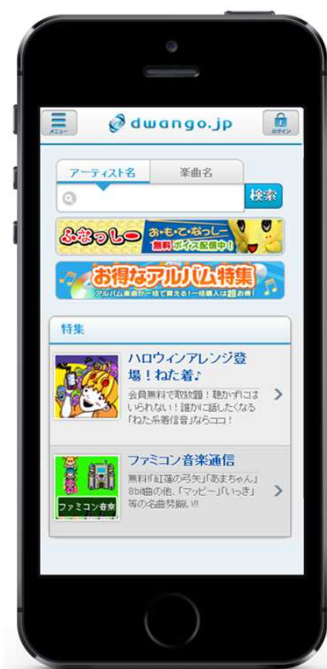 dwango.jp
メニュー
ログイン
アーティスト名
楽曲名
検索
ふなっしー
お・も・て・なっしー
無料ボイス配信中！
お得なアルバム特集
アルバム楽曲が一括で買える！一括購入は超お得！
特集
ハロウィンアレンジ登
場！ねた着♪
会員無料で取放題！聴かずには
いられない！誰かに話したくなる
「ねた系着信音」ならココ！
ファミコン音楽
ファミコン音楽通信
無料!「紅蓮の弓矢」「あまちゃん」
8bit曲の他、「マッピー」「いっき」
等の名曲勢揃い!!